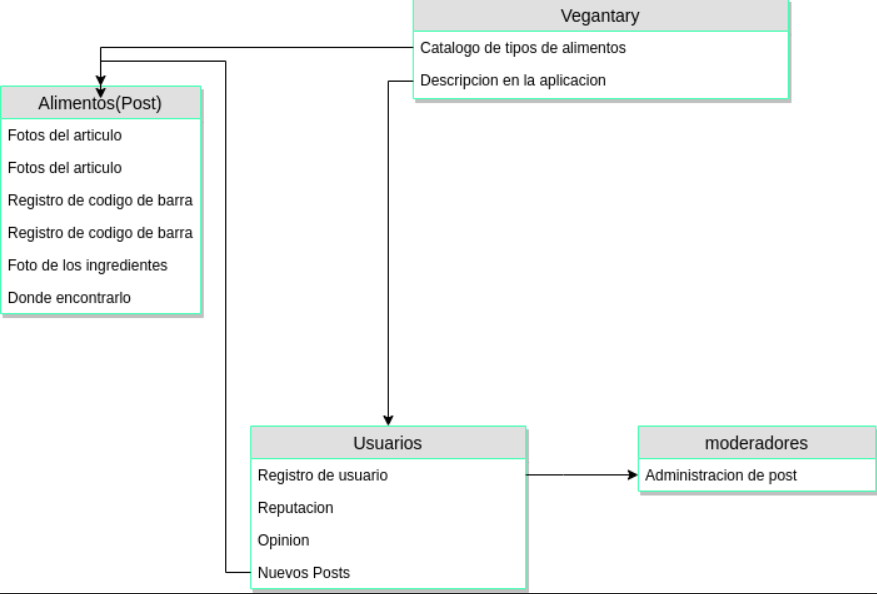 Vegantary
Catalogo de tipos de alimentos
Descripcion en la aplicacion
Alimentos(Post)
Fotos del articulo
Fotos del articulo
Registro de codigo de barra
Registro de codigo de barra
Foto de los ingredientes
Donde encontrarlo
Usuarios
Registro de usuario
Reputacion
Opinion
Nuevos Posts
moderadores
Administracion de post